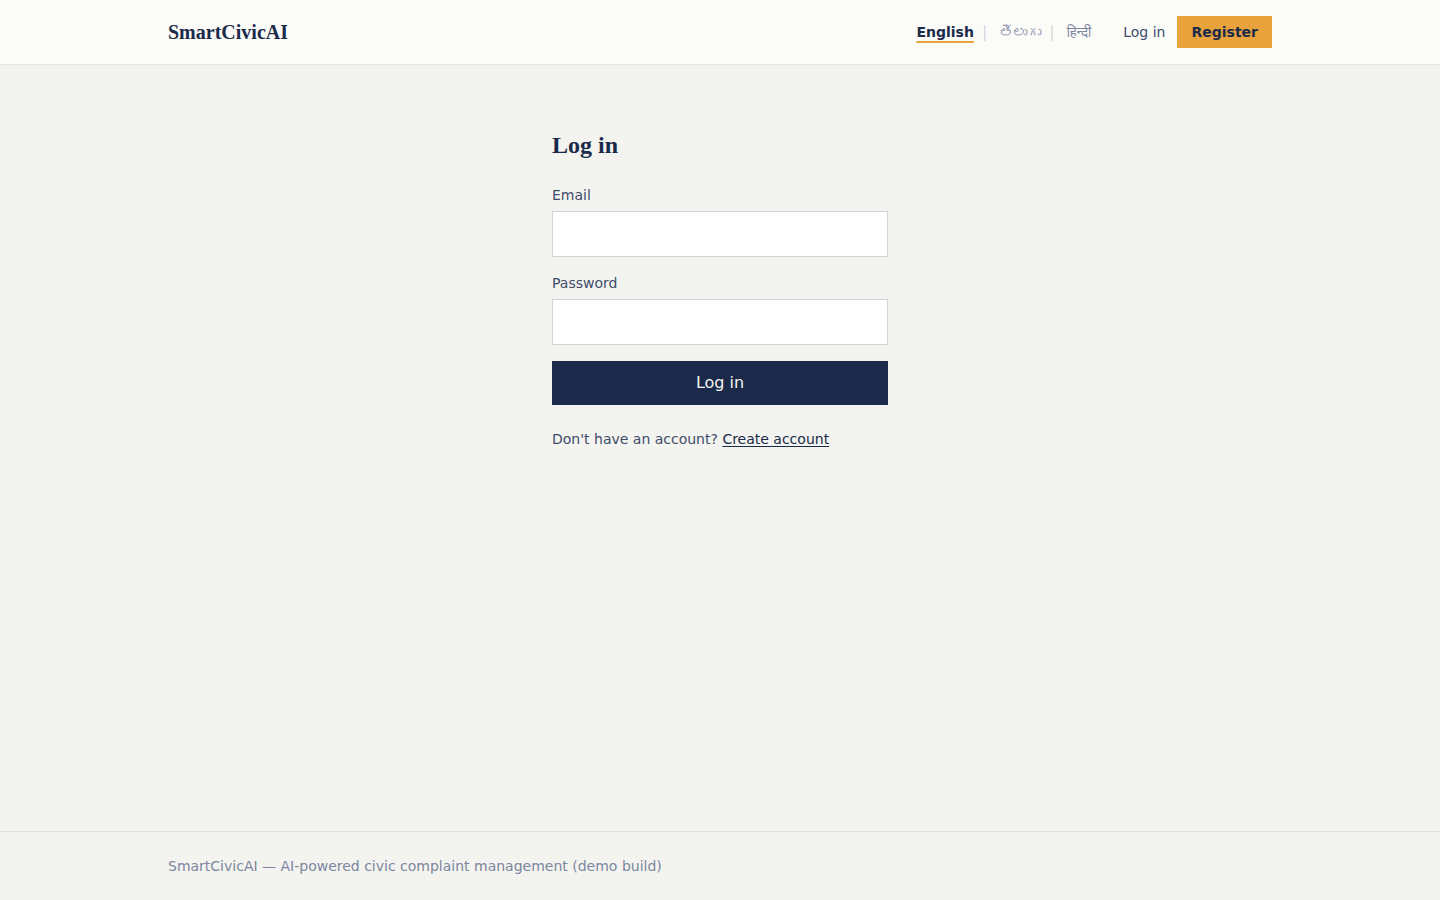 SmartCivicAI
English | తెలుగు | हिन्दी Log in Register
Log in
Email
Password
Log in
Don't have an account? Create account
SmartCivicAI — AI-powered civic complaint management (demo build)